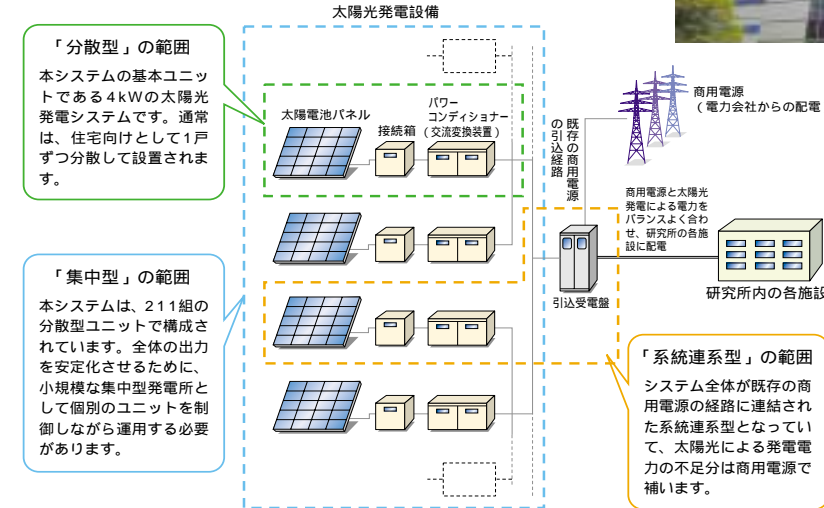 太陽光発電設備
「分散型」の範囲
本システムの基本ユニッ
トである4kWの太陽光
発電システムです。通常
は、住宅向けとして1戸
ずつ分散して設置されま
す。
太陽電池パネル
接続箱
パワー
コンディショナー
(交流変換装置)
既存の商用電源
の引込経路
商用電源
(電力会社からの配電
商用電源と太陽光
発電による電力を
バランスよく合わ
せ、研究所の各施
設に配電
引込受電盤
研究所内の各施設
「集中型」の範囲
本システムは、211組の
分散型ユニットで構成さ
れています。全体の出力
を安定化させるために、
小規模な集中型発電所と
して個別のユニットを制
御しながら運用する必要
があります。
「系統連系型」の範囲
システム全体が既存の商
用電源の経路に連結され
た系統連系型となってい
て、太陽光による発電電
力の不足分は商用電源で
補います。